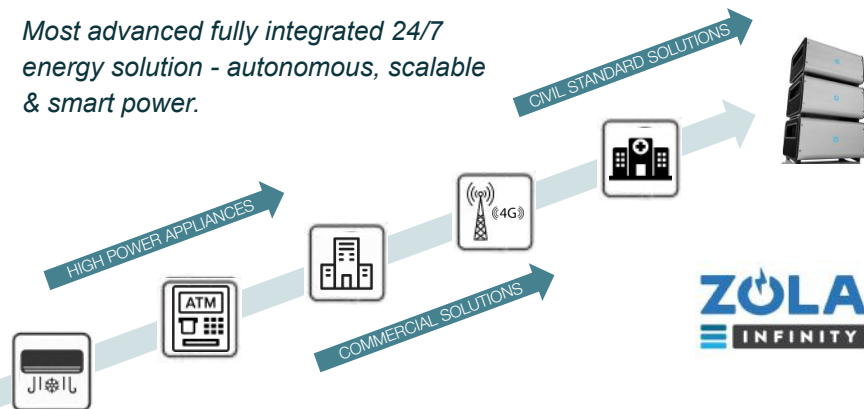 Most advanced fully integrated 24/7
energy solution - autonomous, scalable
& smart power.
CIVIL STANDARD SOLUTIONS
4G
HIGH POWER APPLIANCES
ATM
COMMERCIAL SOLUTIONS
ZOLA
INFINITY